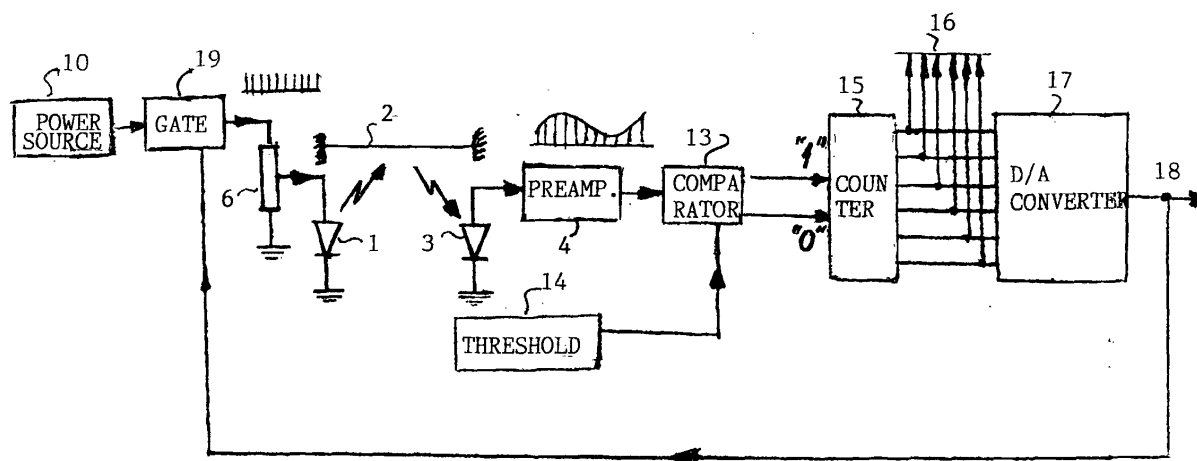 10
19
16
POWER
SOURCE
GATE
2
6
1
3
PREAMP.
4
13
COMPA
RATOR
14
THRESHOLD
"1"
"0"
15
COUN
TER
17
D/A
CONVERTER
18